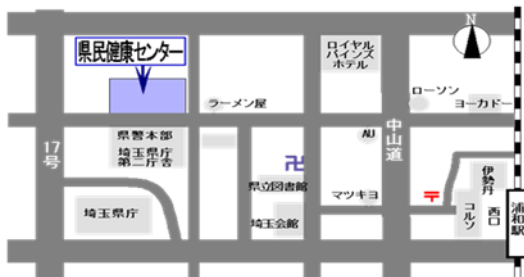 N
県民健康センター
ロイヤル
パインズ
ホテル
ラーメン屋
ローソン
ヨーカドー
17号
県警本部
埼玉県庁
第二庁舎
AU
中山道
卍
県立図書館
マツキヨ
〒
伊勢丹
埼玉県庁
埼玉会館
コルソ
西口
浦和駅